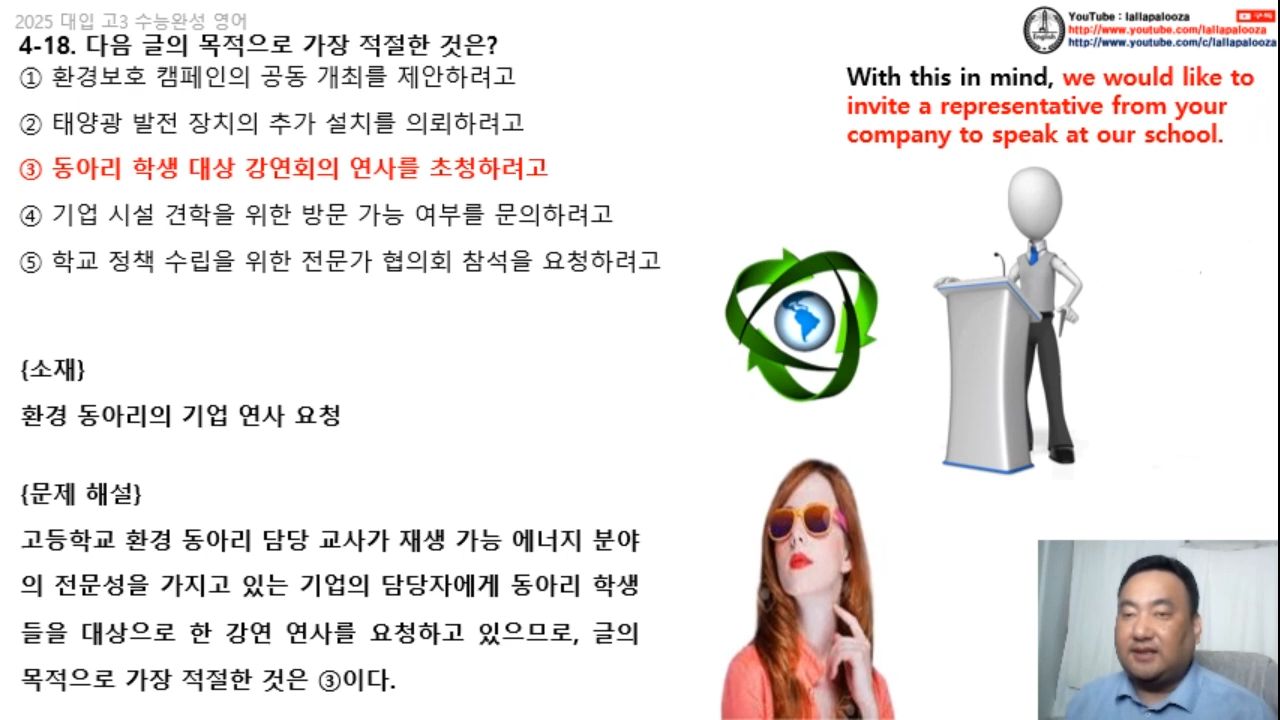 2025 대입 고3 수능완성 영어
4-18. 다음 글의 목적으로 가장 적절한 것은?
① 환경보호 캠페인의 공동 개최를 제안하려고
② 태양광 발전 장치의 추가 설치를 의뢰하려고
③ 동아리 학생 대상 강연회의 연사를 초청하려고
④ 기업 시설 견학을 위한 방문 가능 여부를 문의하려고
⑤ 학교 정책 수립을 위한 전문가 협의회 참석을 요청하려고
{소재}
환경 동아리의 기업 연사 요청
{문제 해설}
고등학교 환경 동아리 담당 교사가 재생 가능 에너지 분야
의 전문성을 가지고 있는 기업의 담당자에게 동아리 학생
들을 대상으로 한 강연 연사를 요청하고 있으므로, 글의
목적으로 가장 적절한 것은 ③이다.
YouTube : lallapalooza
http://www.youtube.com/lallapalooza
http://www.youtube.com/c/lallapalooza
English
With this in mind, we would like to
invite a representative from your
company to speak at our school.